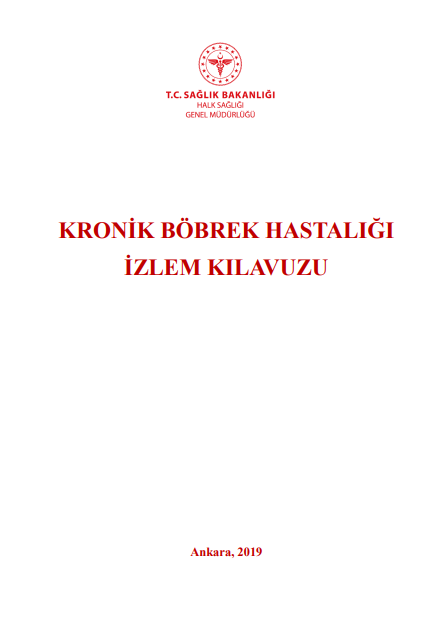 T.C. SAĞLIK BAKANLIĞI
HALK SAĞLIĞI
GENEL MÜDÜRLÜĞÜ
KRONİK BÖBREK HASTALIĞI
İZLEM KILAVUZU
Ankara, 2019